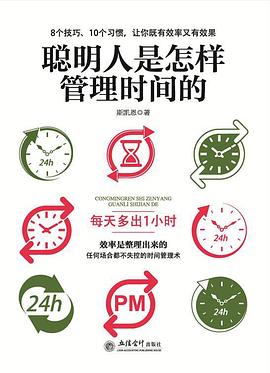 8个技巧、10个习惯，让你既有效率又有效果
聪明人是怎样
管理时间的
斯凯恩◎著
24h
24h
CONGMINGREN SHI ZENYANG
GUANLI SHIJIAN DE
每天多出1小时
效率是整理出来的
任何场合都不失控的时间管理术
24h
PM
24h
立信会计出版社
LIXIN ACCOUNTING PUBLISHING HOUSE